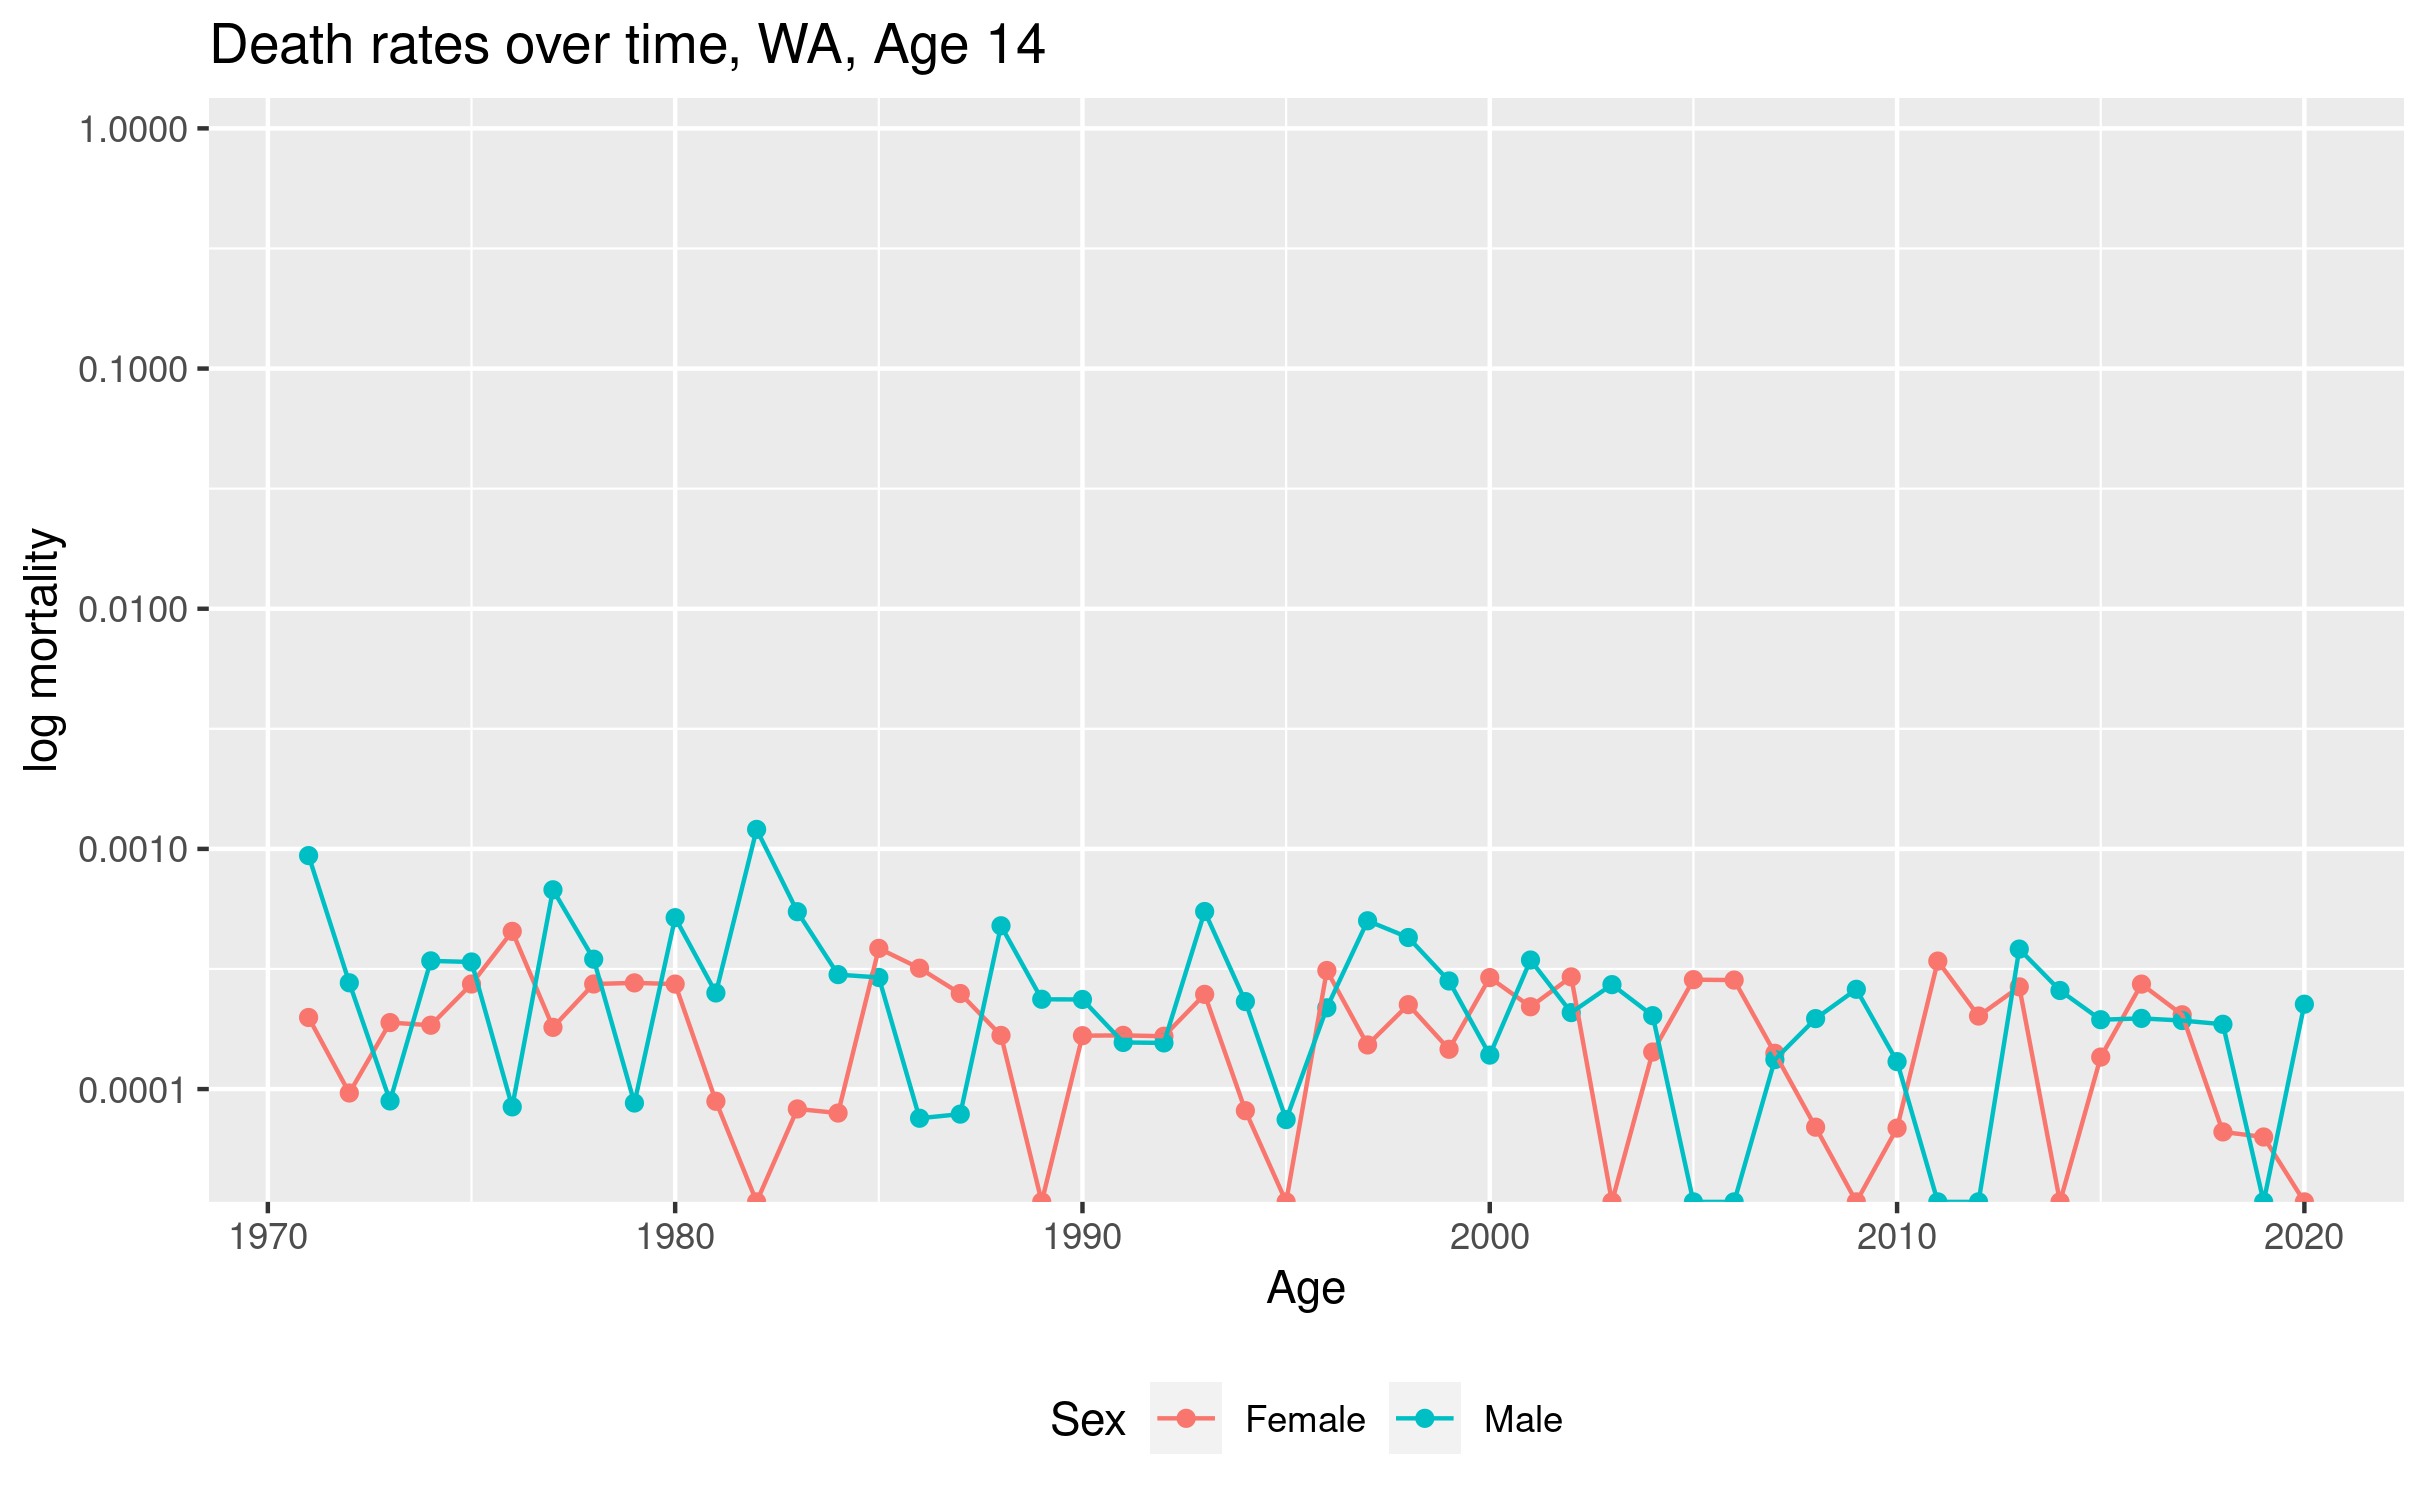 Death rates over time, WA, Age 14
log mortality
1.0000
0.1000
0.0100
0.0010
0.0001
1970 1980 1990 2000 2010 2020
Age
Sex Female Male